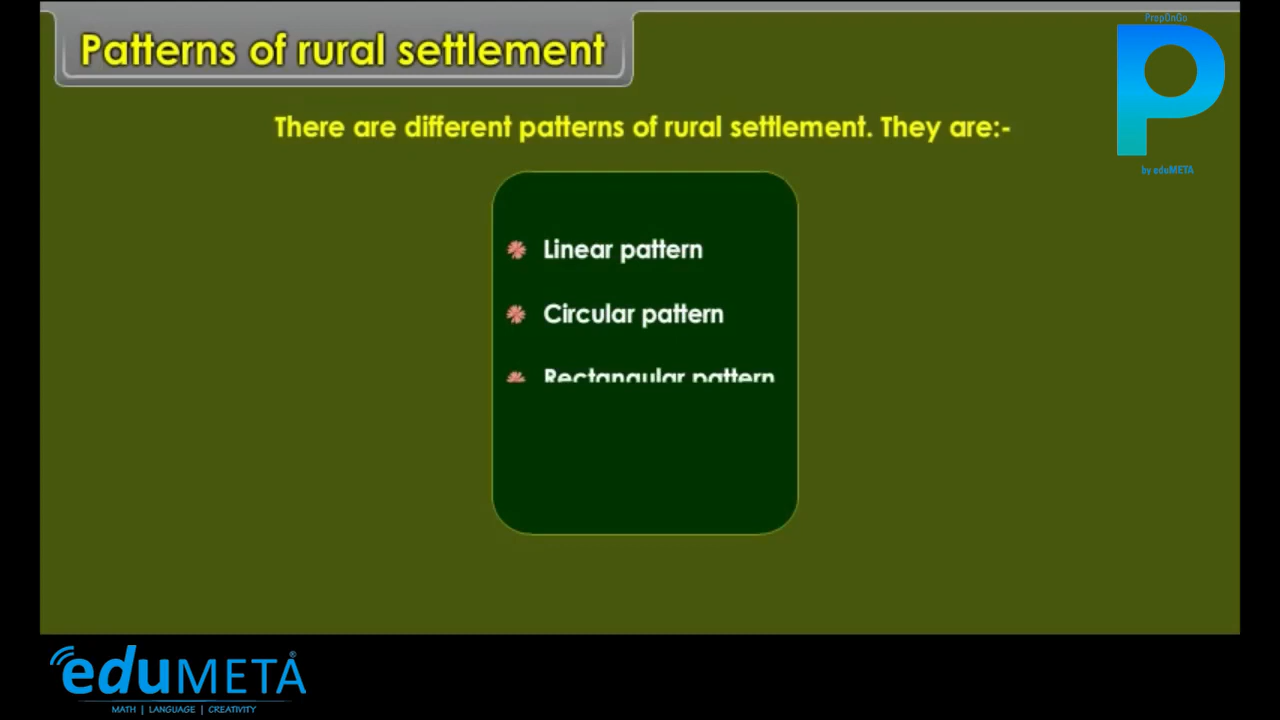 Patterns of rural settlement
PrepOnGo
P
by eduMETA
There are different patterns of rural settlement. They are:-
Linear pattern
Circular pattern
Rectangular pattern
eduMETA®
MATH | LANGUAGE | CREATIVITY